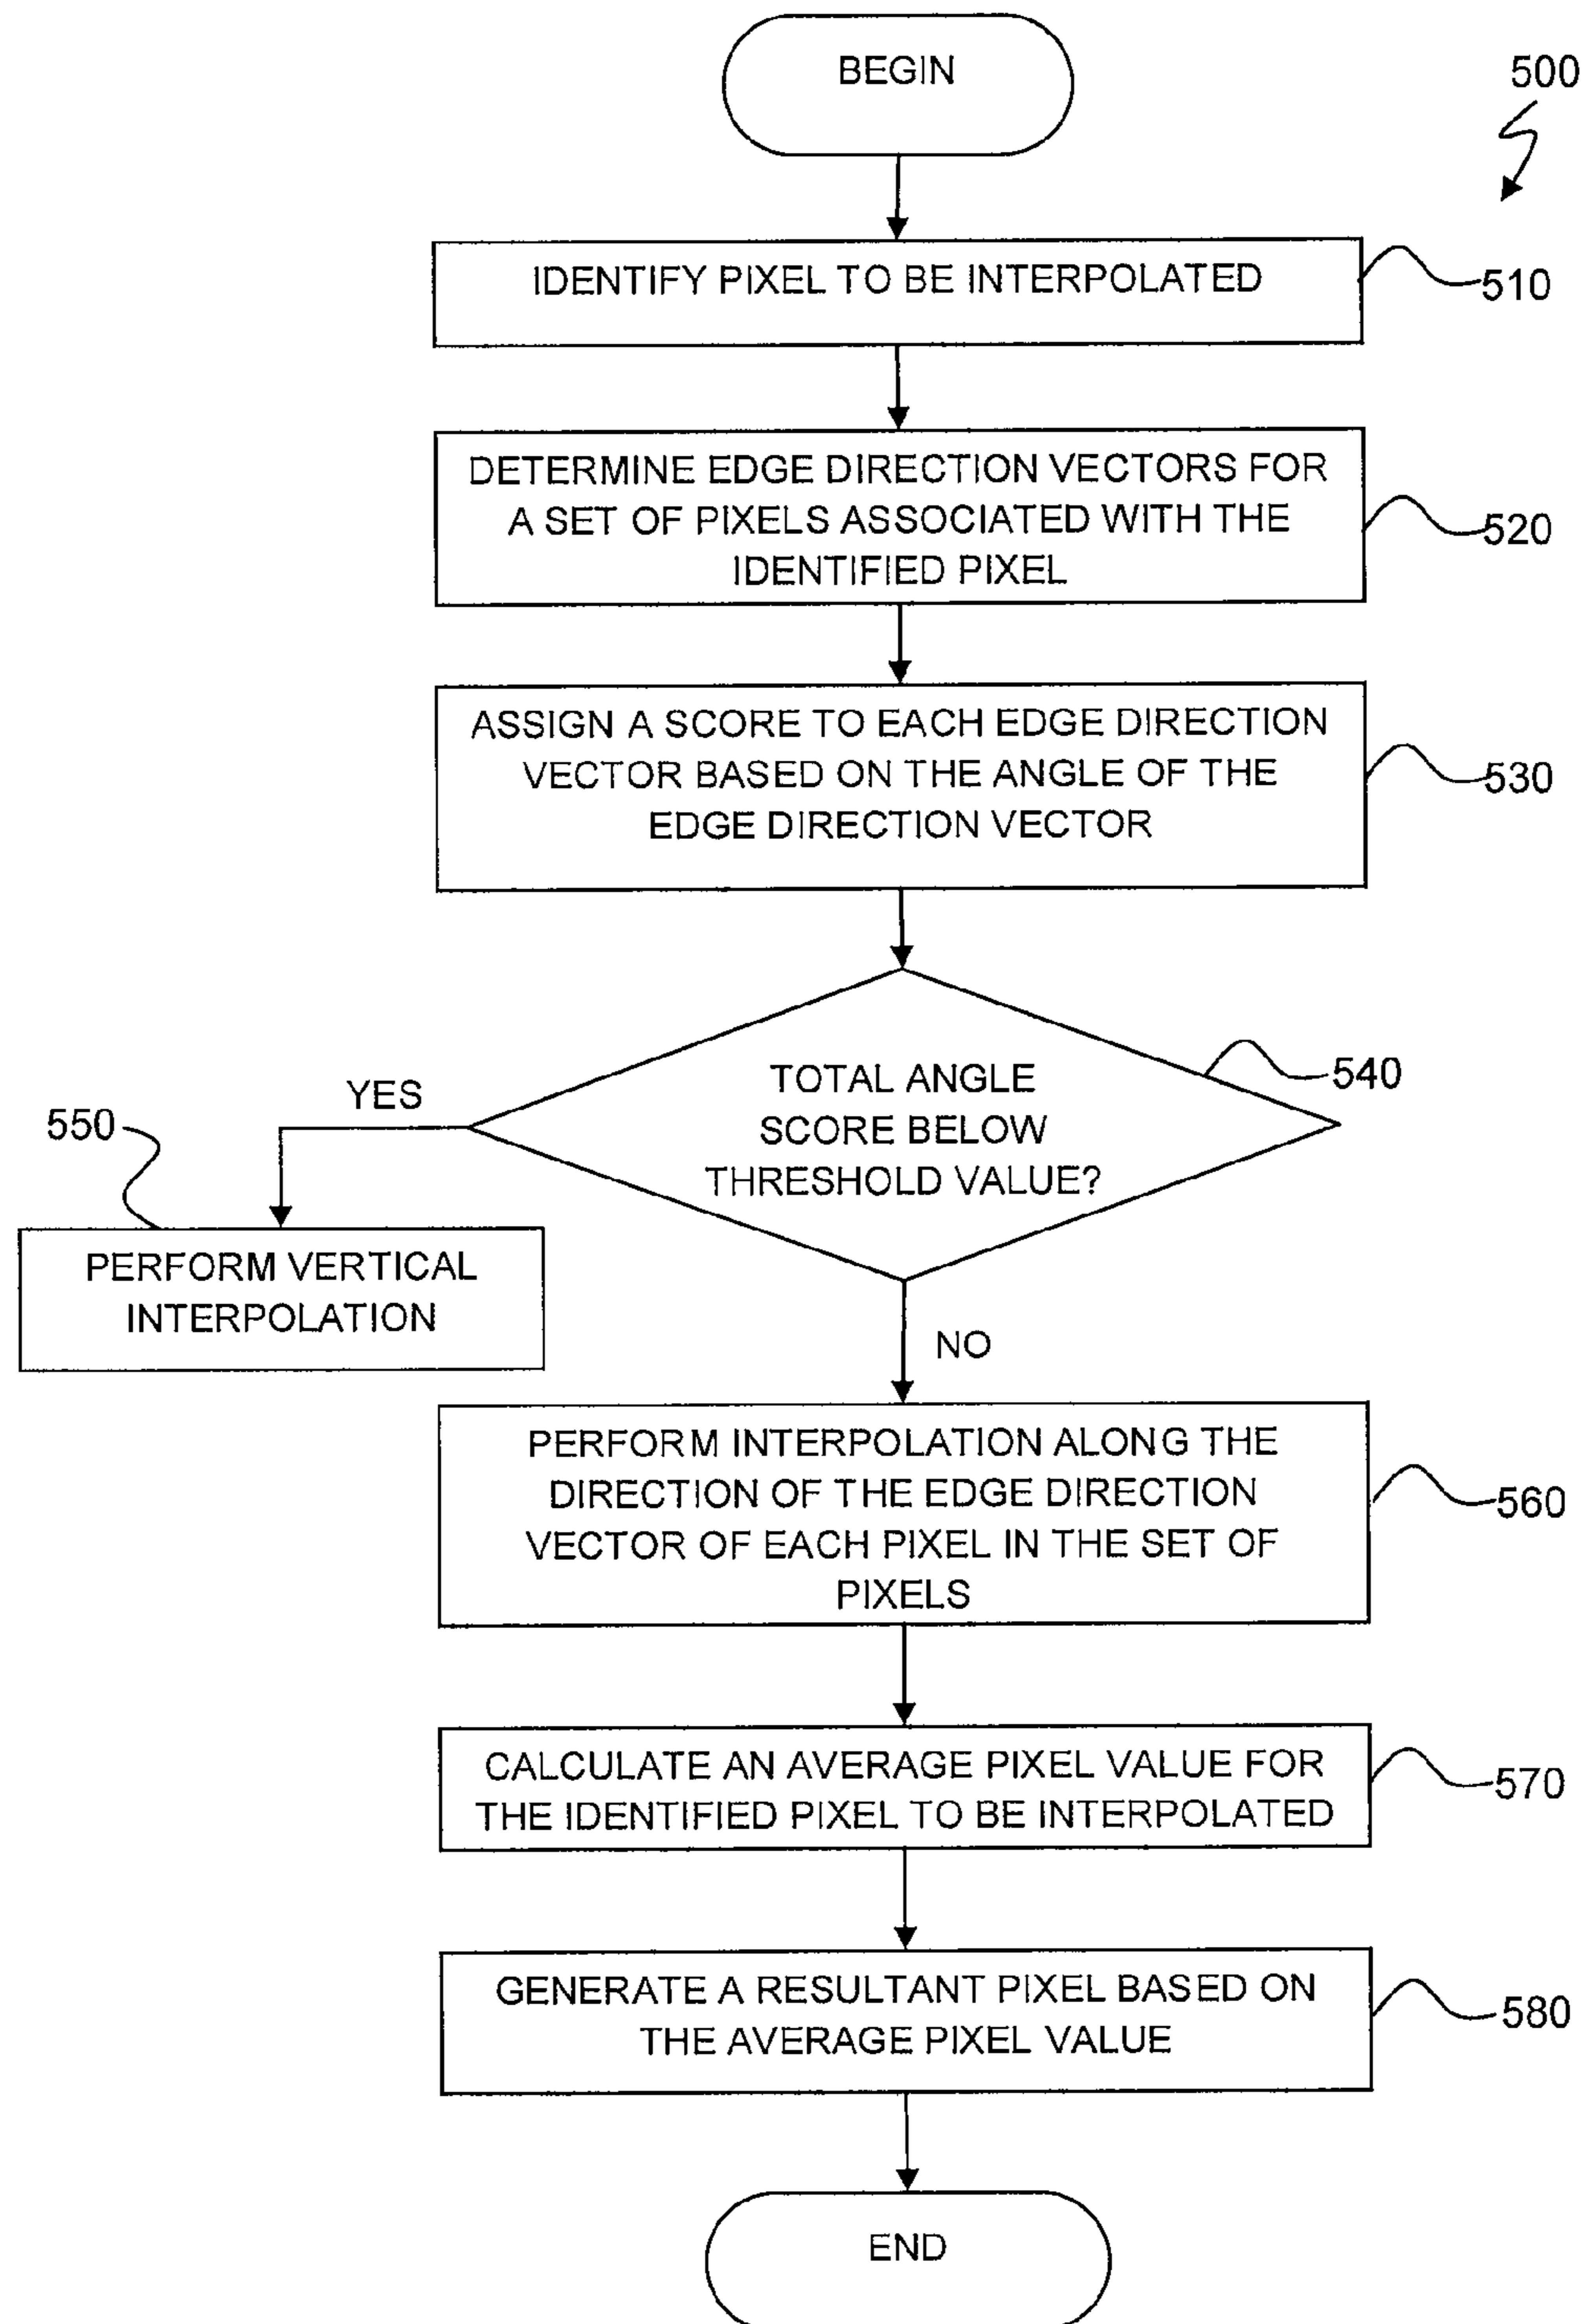 BEGIN
500
IDENTIFY PIXEL TO BE INTERPOLATED
510
DETERMINE EDGE DIRECTION VECTORS FOR
A SET OF PIXELS ASSOCIATED WITH THE
IDENTIFIED PIXEL
520
ASSIGN A SCORE TO EACH EDGE DIRECTION
VECTOR BASED ON THE ANGLE OF THE
EDGE DIRECTION VECTOR
530
TOTAL ANGLE
SCORE BELOW
THRESHOLD VALUE?
540
YES
550
PERFORM VERTICAL
INTERPOLATION
NO
PERFORM INTERPOLATION ALONG THE
DIRECTION OF THE EDGE DIRECTION
VECTOR OF EACH PIXEL IN THE SET OF
PIXELS
560
CALCULATE AN AVERAGE PIXEL VALUE FOR
THE IDENTIFIED PIXEL TO BE INTERPOLATED
570
GENERATE A RESULTANT PIXEL BASED ON
THE AVERAGE PIXEL VALUE
580
END